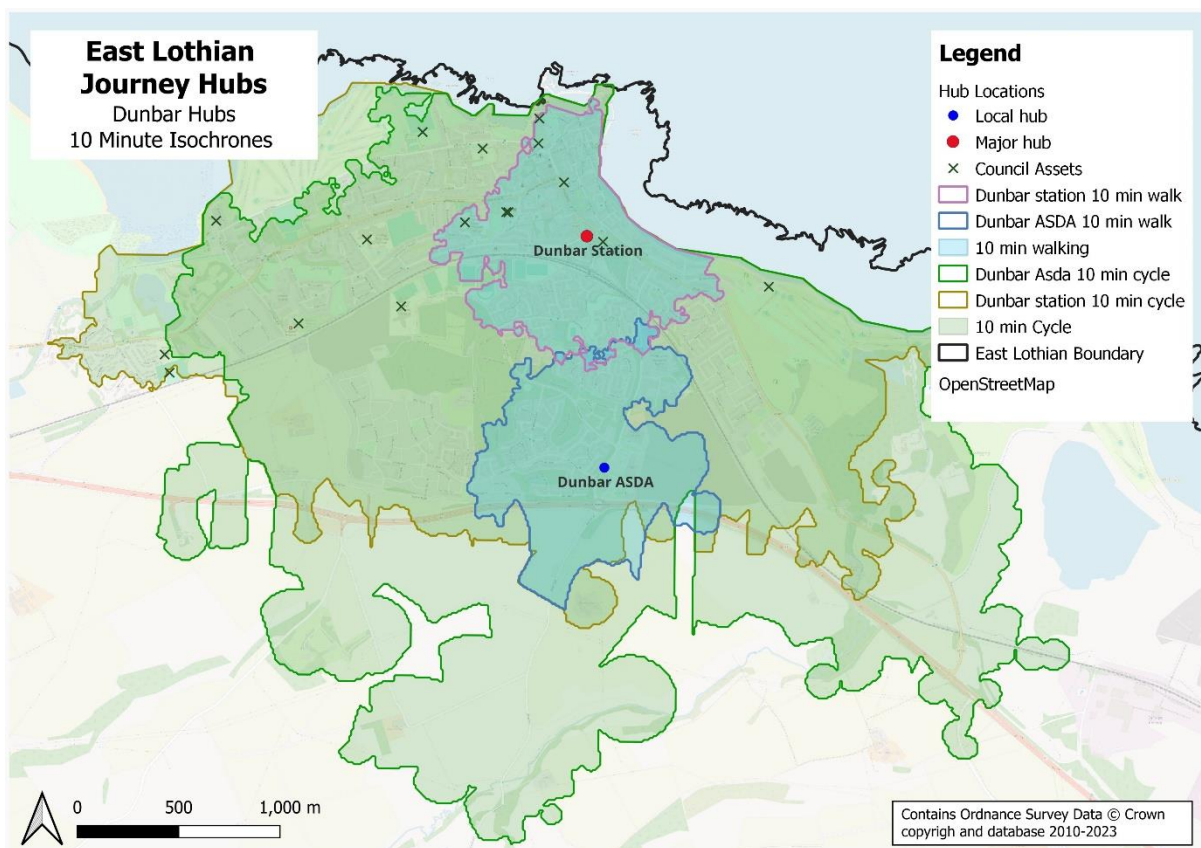 East Lothian
Journey Hubs
Dunbar Hubs
10 Minute Isochrones
Legend
Hub Locations
Local hub
Major hub
Council Assets
Dunbar station 10 min walk
Dunbar ASDA 10 min walk
10 min walking
Dunbar Asda 10 min cycle
Dunbar station 10 min cycle
10 min Cycle
East Lothian Boundary
OpenStreetMap
Dunbar Station
Dunbar ASDA
0 500 1,000 m
Contains Ordnance Survey Data © Crown
copyrigh and database 2010-2023